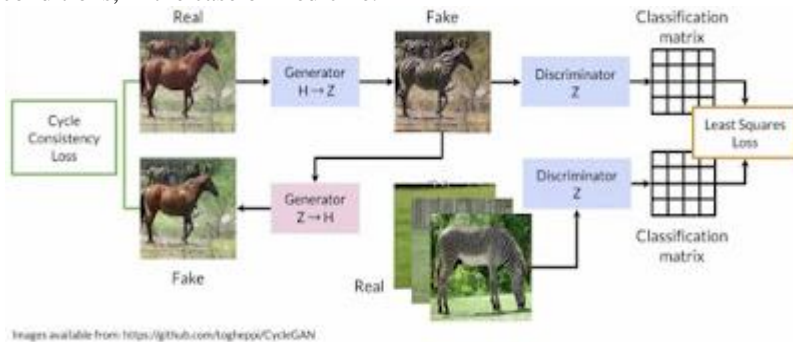 Real
Fake
Classification
matrix
Generator
H → Z
Discriminator
Z
Cycle
Consistency
Loss
Least Squares
Loss
Generator
Z → H
Discriminator
Z
Fake
Real
Classification
matrix
Images available from: https://github.com/togheppi/CycleGAN